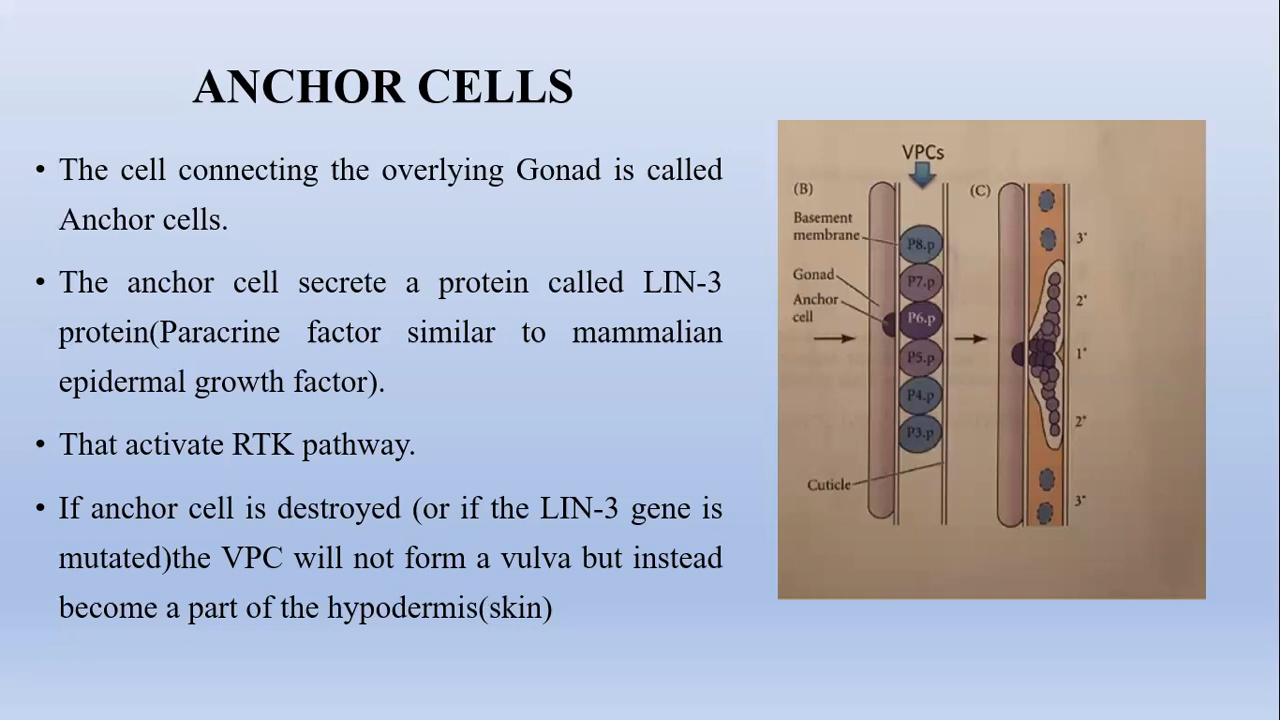 ANCHOR CELLS
• The cell connecting the overlying Gonad is called
Anchor cells.
• The anchor cell secrete a protein called LIN-3
protein(Paracrine factor similar to mammalian
epidermal growth factor).
• That activate RTK pathway.
• If anchor cell is destroyed (or if the LIN-3 gene is
mutated)the VPC will not form a vulva but instead
become a part of the hypodermis(skin)
VPCs
(B)
Basement
membrane
Gonad
Anchor
cell
Cuticle
P8.p
P7.p
P6.p
P5.p
P4.p
P3.p
(C)
3°
2°
1°
2°
3°